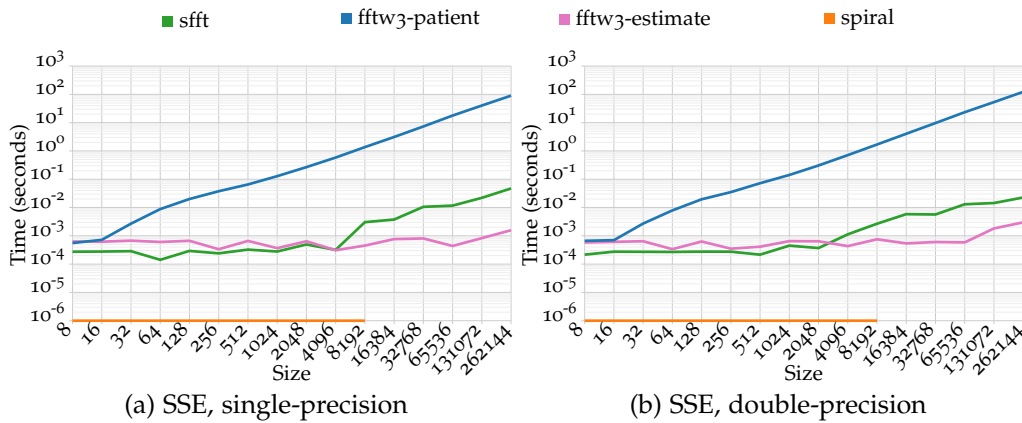 sfft fftw3-patient fftw3-estimate spiral
Time (seconds)
10³
10²
10¹
10⁰
10⁻¹
10⁻²
10⁻³
10⁻⁴
10⁻⁵
10⁻⁶
8 16 32 64 128 256 512 1024 2048 4096 8192 16384 32768 65536 131072 262144
Size
(a) SSE, single-precision
Time (seconds)
10³
10²
10¹
10⁰
10⁻¹
10⁻²
10⁻³
10⁻⁴
10⁻⁵
10⁻⁶
8 16 32 64 128 256 512 1024 2048 4096 8192 16384 32768 65536 131072 262144
Size
(b) SSE, double-precision